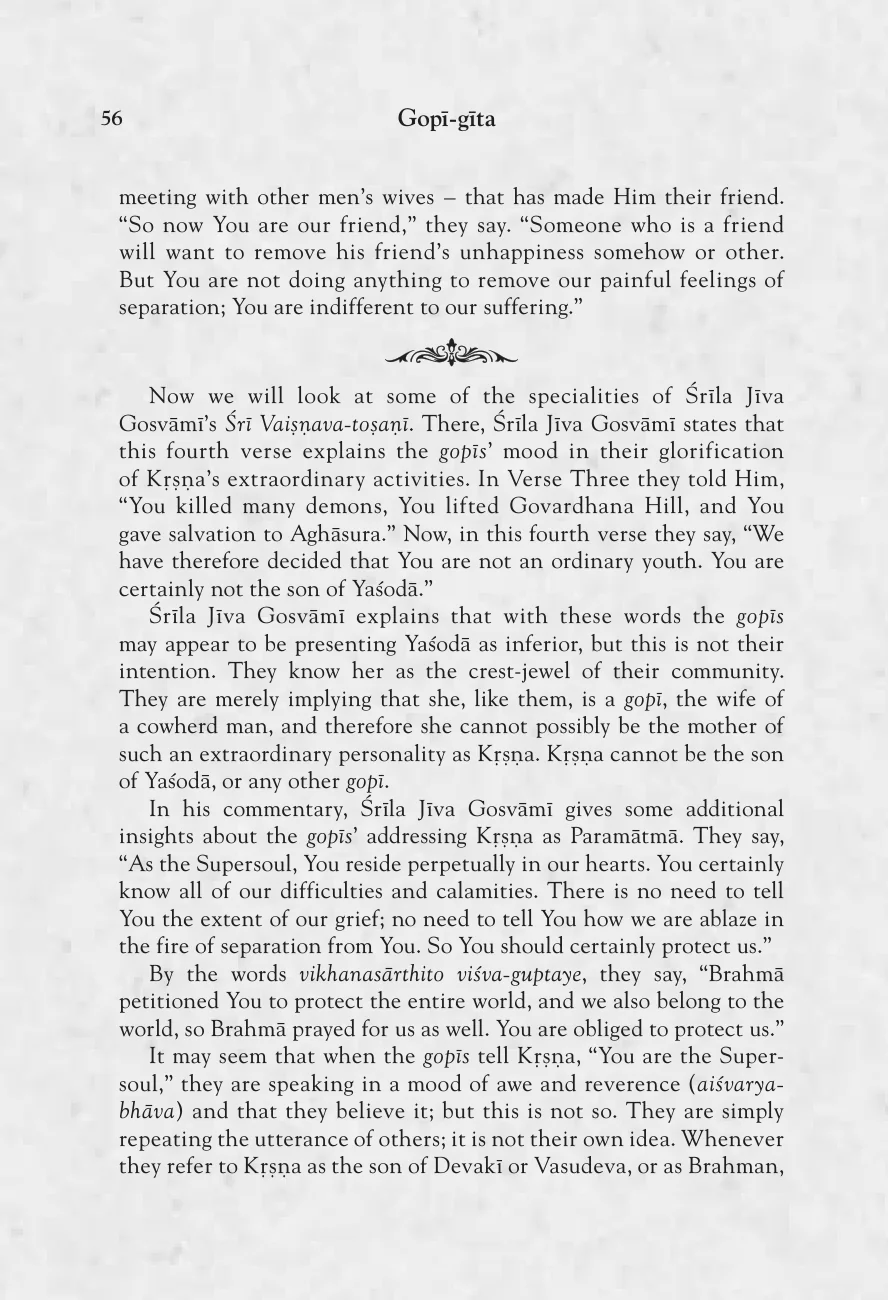 56
Gopī-gīta
meeting with other men’s wives – that has made Him their friend.
“So now You are our friend,” they say. “Someone who is a friend
will want to remove his friend’s unhappiness somehow or other.
But You are not doing anything to remove our painful feelings of
separation; You are indifferent to our suffering.”
Now we will look at some of the specialities of Śrīla Jīva
Gosvāmī’s Śrī Vaiṣṇava-toṣaṇī. There, Śrīla Jīva Gosvāmī states that
this fourth verse explains the gopīs’ mood in their glorification
of Kṛṣṇa’s extraordinary activities. In Verse Three they told Him,
“You killed many demons, You lifted Govardhana Hill, and You
gave salvation to Aghāsura.” Now, in this fourth verse they say, “We
have therefore decided that You are not an ordinary youth. You are
certainly not the son of Yaśodā.”
Śrīla Jīva Gosvāmī explains that with these words the gopīs
may appear to be presenting Yaśodā as inferior, but this is not their
intention. They know her as the crest-jewel of their community.
They are merely implying that she, like them, is a gopī, the wife of
a cowherd man, and therefore she cannot possibly be the mother of
such an extraordinary personality as Kṛṣṇa. Kṛṣṇa cannot be the son
of Yaśodā, or any other gopī.
In his commentary, Śrīla Jīva Gosvāmī gives some additional
insights about the gopīs’ addressing Kṛṣṇa as Paramātmā. They say,
“As the Supersoul, You reside perpetually in our hearts. You certainly
know all of our difficulties and calamities. There is no need to tell
You the extent of our grief; no need to tell You how we are ablaze in
the fire of separation from You. So You should certainly protect us.”
By the words vikhanasārthito viśva-guptaye, they say, “Brahmā
petitioned You to protect the entire world, and we also belong to the
world, so Brahmā prayed for us as well. You are obliged to protect us.”
It may seem that when the gopīs tell Kṛṣṇa, “You are the Super-
soul,” they are speaking in a mood of awe and reverence (aiśvarya-
bhāva) and that they believe it; but this is not so. They are simply
repeating the utterance of others; it is not their own idea. Whenever
they refer to Kṛṣṇa as the son of Devakī or Vasudeva, or as Brahman,